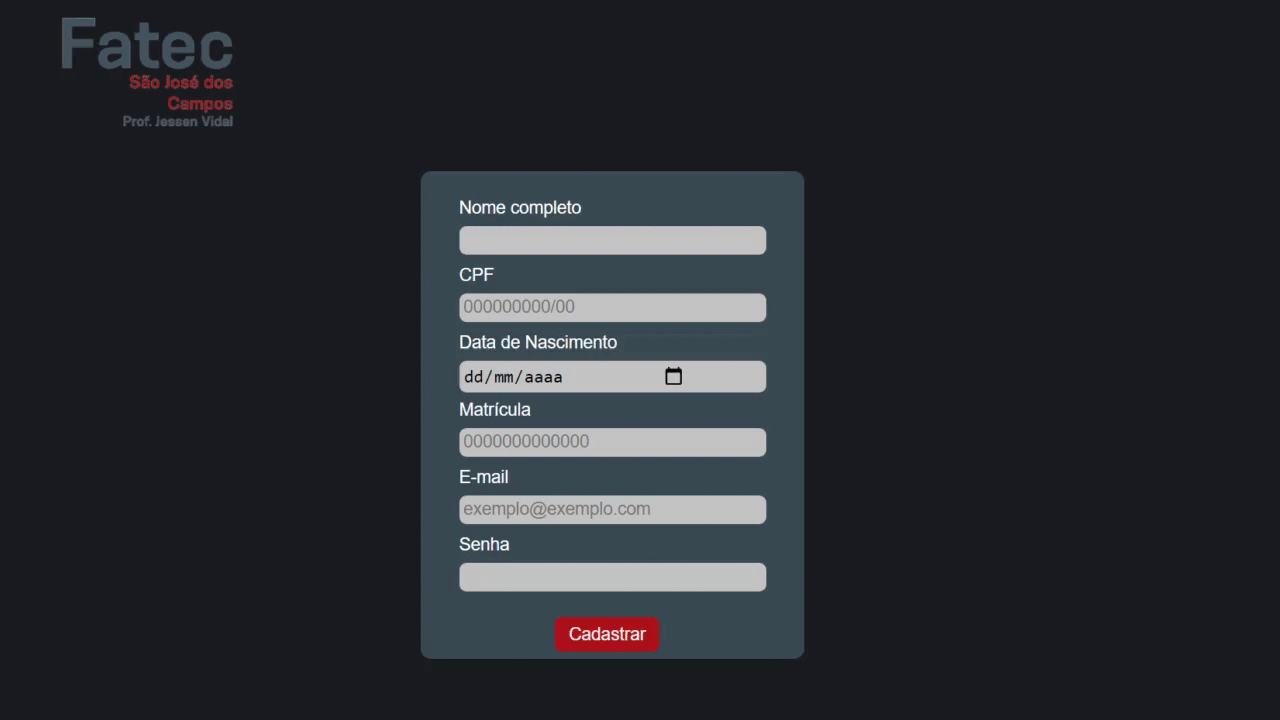 Fatec
São José dos
Campos
Prof. Jessen Vidal
Nome completo
CPF
000000000/00
Data de Nascimento
dd/mm/aaaa
Matrícula
0000000000000
E-mail
exemplo@exemplo.com
Senha
Cadastrar